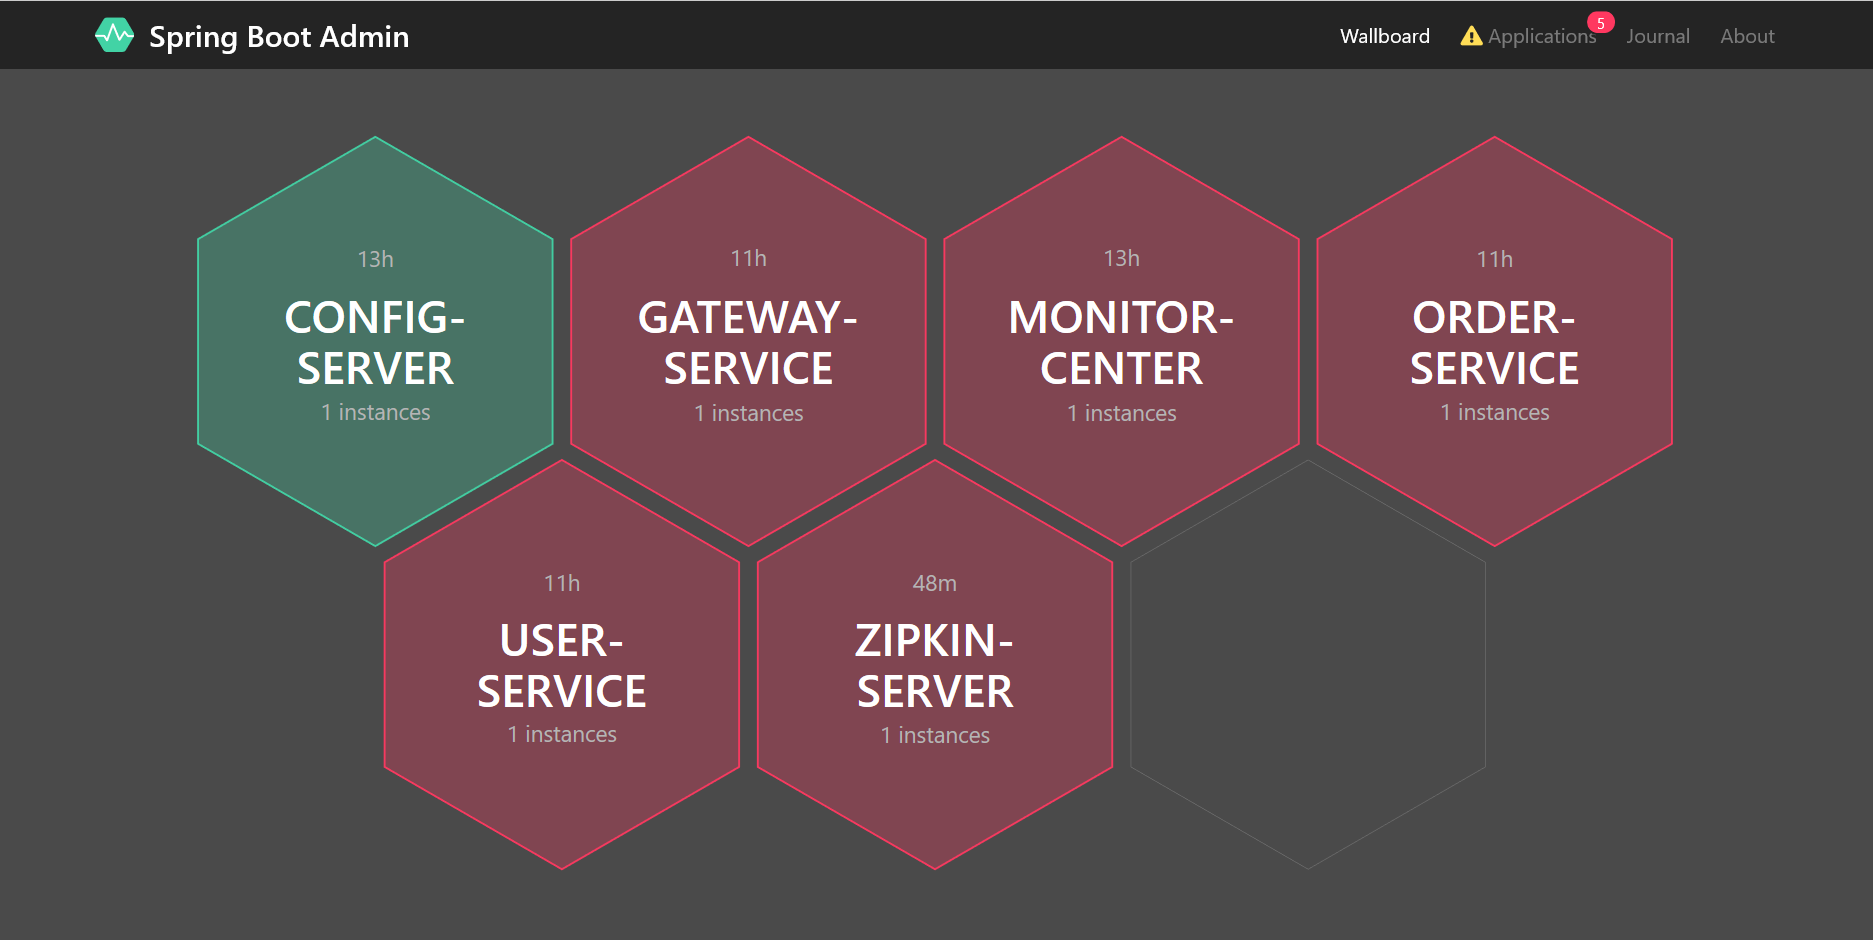 Spring Boot Admin
Wallboard
Applications
5
Journal
About
13h
CONFIG-
SERVER
1 instances
11h
GATEWAY-
SERVICE
1 instances
13h
MONITOR-
CENTER
1 instances
11h
ORDER-
SERVICE
1 instances
11h
USER-
SERVICE
1 instances
48m
ZIPKIN-
SERVER
1 instances